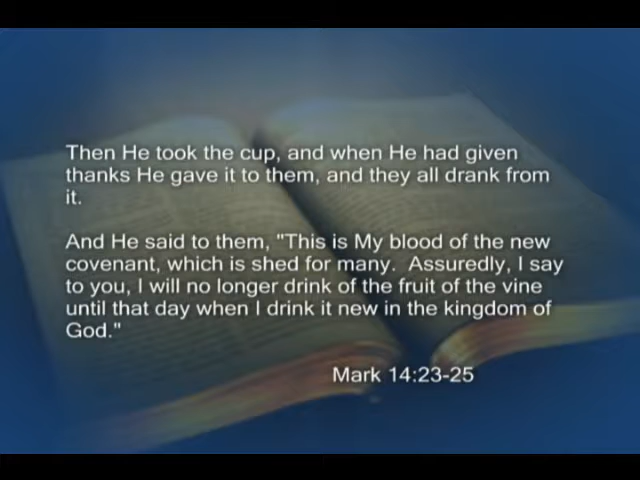 Then He took the cup, and when He had given
thanks He gave it to them, and they all drank from
it.
And He said to them, "This is My blood of the new
covenant, which is shed for many.  Assuredly, I say
to you, I will no longer drink of the fruit of the vine
until that day when I drink it new in the kingdom of
God."
Mark 14:23-25